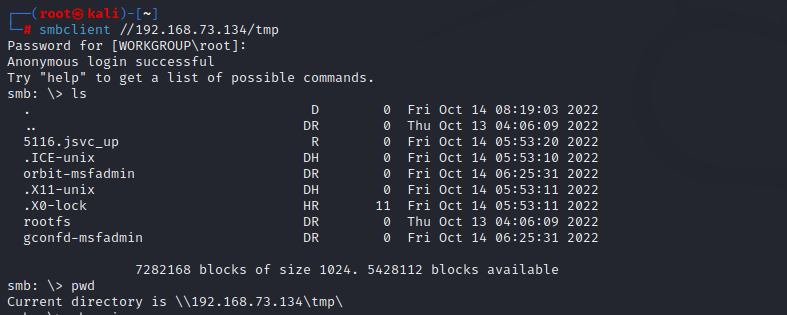 ┌──(root㉿kali)-[~]
└─# smbclient //192.168.73.134/tmp
Password for [WORKGROUP\root]:
Anonymous login successful
Try "help" to get a list of possible commands.
smb: \> ls
  .                                   D        0  Fri Oct 14 08:19:03 2022
  ..                                 DR        0  Thu Oct 13 04:06:09 2022
  5116.jsvc_up                        R        0  Fri Oct 14 05:53:20 2022
  .ICE-unix                          DH        0  Fri Oct 14 05:53:10 2022
  orbit-msfadmin                     DR        0  Fri Oct 14 06:25:31 2022
  .X11-unix                          DH        0  Fri Oct 14 05:53:11 2022
  .X0-lock                           HR       11  Fri Oct 14 05:53:11 2022
  rootfs                             DR        0  Thu Oct 13 04:06:09 2022
  gconfd-msfadmin                    DR        0  Fri Oct 14 06:25:31 2022
                7282168 blocks of size 1024. 5428112 blocks available
smb: \> pwd
Current directory is \\192.168.73.134\tmp\